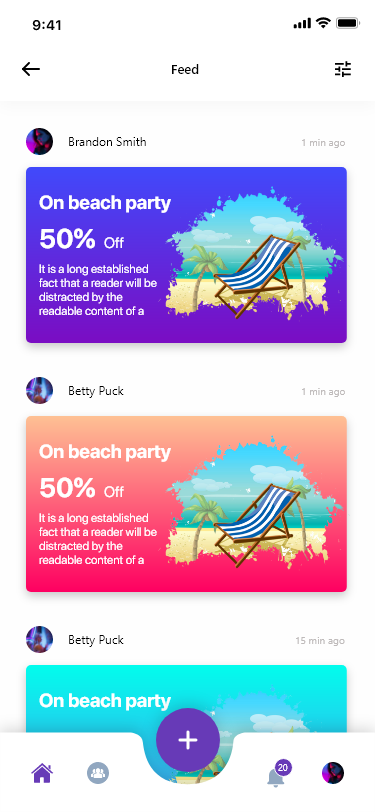 9:41
Feed
Brandon Smith
1 min ago
On beach party
50% Off
It is a long established
fact that a reader will be
distracted by the
readable content of a
Betty Puck
1 min ago
On beach party
50% Off
It is a long established
fact that a reader will be
distracted by the
readable content of a
Betty Puck
15 min ago
On beach party
20